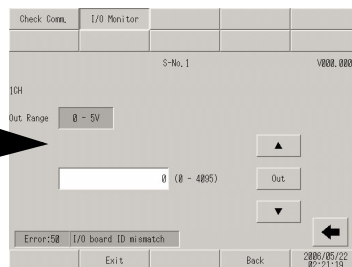 Check Comm. I/O Monitor
S-No.1 V000.000
1CH
Out Range 0 - 5V
0 (0 - 4095) Out
Error:50 I/O board ID mismatch
Exit Back 2006/05/22
02:21:19